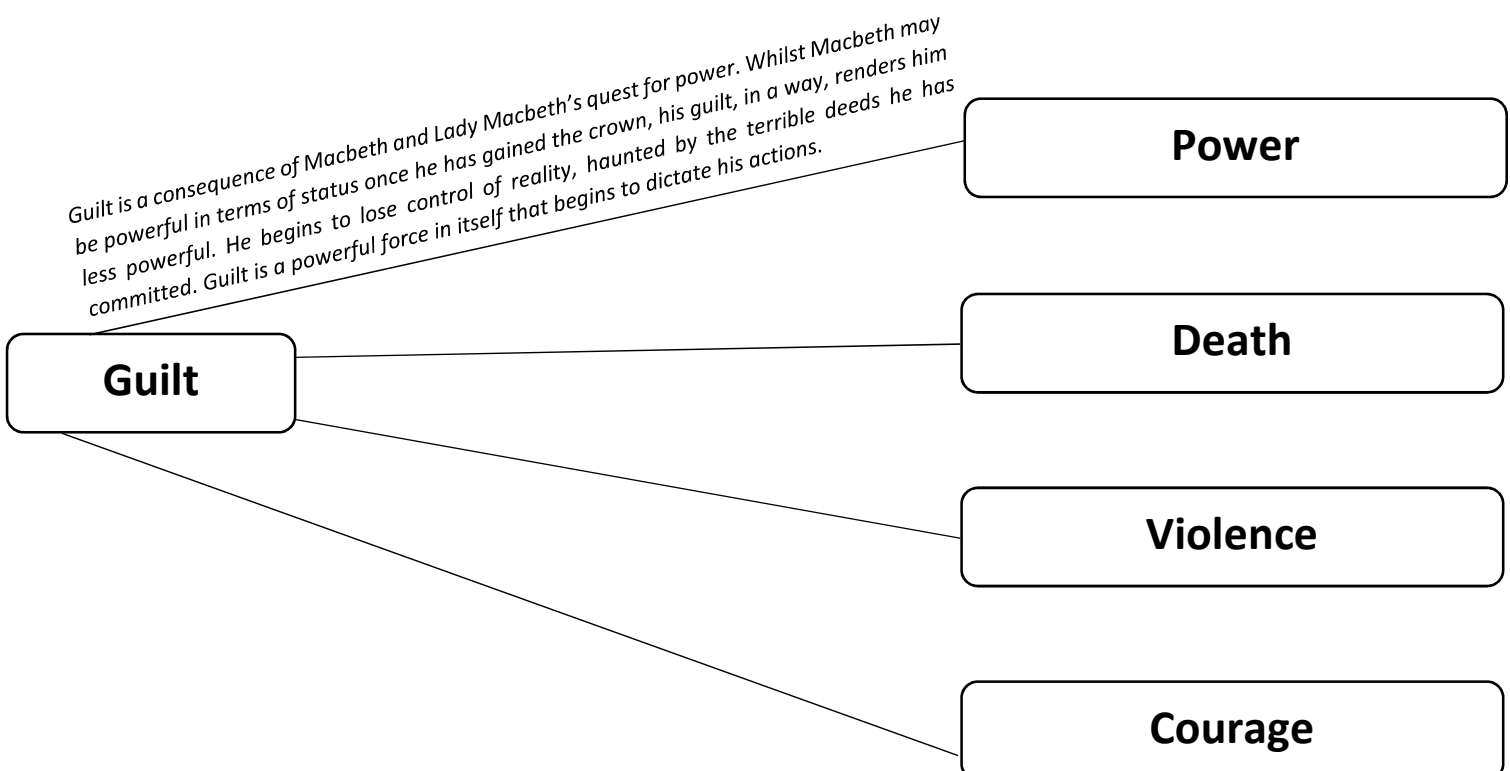 Guilt is a consequence of Macbeth and Lady Macbeth’s quest for power. Whilst Macbeth may
be powerful in terms of status once he has gained the crown, his guilt, in a way, renders him
less powerful. He begins to lose control of reality, haunted by the terrible deeds he has
committed. Guilt is a powerful force in itself that begins to dictate his actions.
Power
Death
Guilt
Violence
Courage